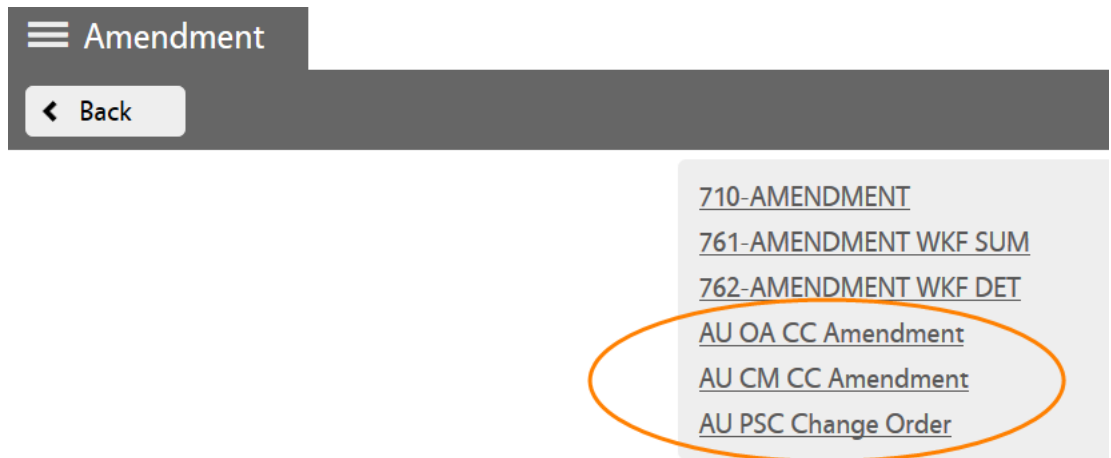 Amendment
Back
710-AMENDMENT
761-AMENDMENT WKF SUM
762-AMENDMENT WKF DET
AU OA CC Amendment
AU CM CC Amendment
AU PSC Change Order